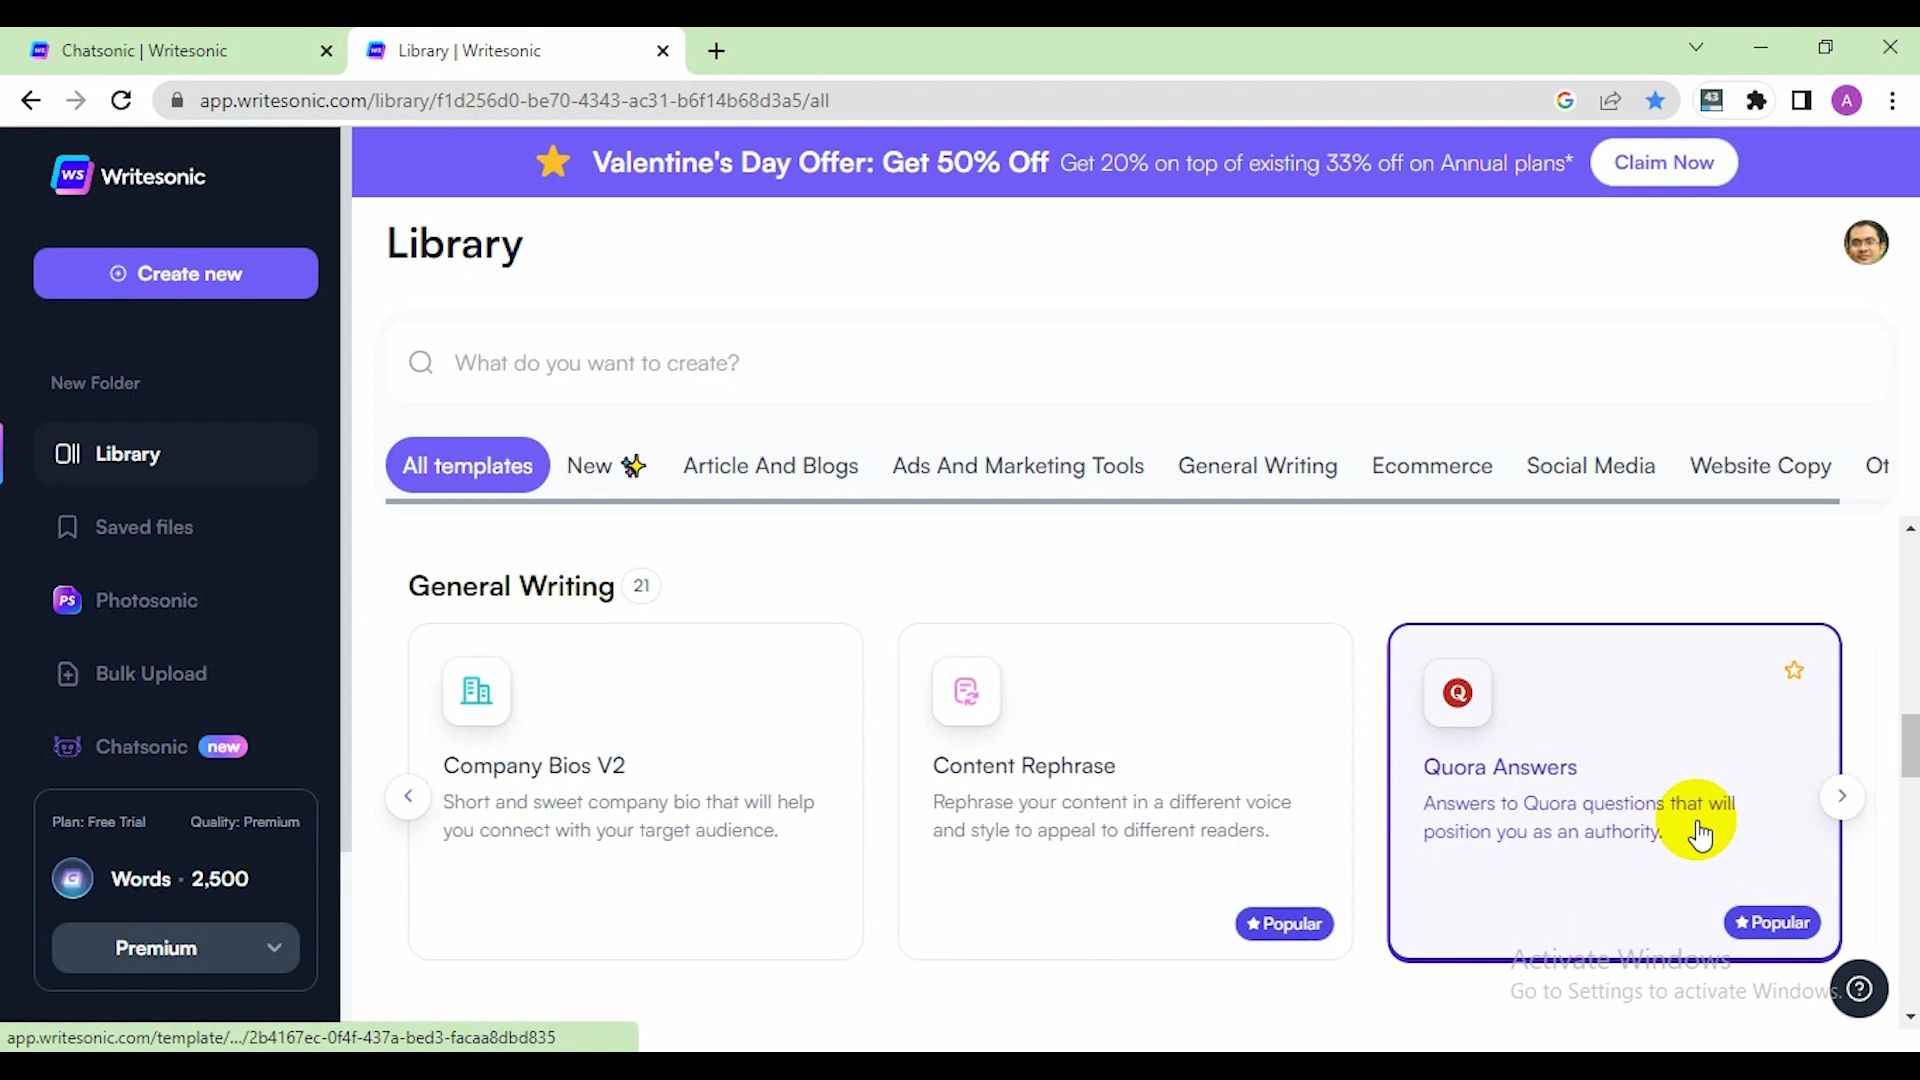 Chatsonic | Writesonic
Library | Writesonic
app.writesonic.com/library/f1d256d0-be70-4343-ac31-b6f14b68d3a5/all
43
A
WS Writesonic
Valentine's Day Offer: Get 50% Off Get 20% on top of existing 33% off on Annual plans* Claim Now
Library
Create new
What do you want to create?
New Folder
Library
All templates New Article And Blogs Ads And Marketing Tools General Writing Ecommerce Social Media Website Copy Ot
Saved files
General Writing 21
PS Photosonic
Bulk Upload
Q
Chatsonic new
Company Bios V2
Short and sweet company bio that will help
you connect with your target audience.
Content Rephrase
Rephrase your content in a different voice
and style to appeal to different readers.
Popular
Quora Answers
Answers to Quora questions that will
position you as an authority.
Popular
Plan: Free Trial Quality: Premium
G Words · 2,500
Premium
Activate Windows
Go to Settings to activate Windows.
?
app.writesonic.com/template/.../2b4167ec-0f4f-437a-bed3-facaa8dbd835